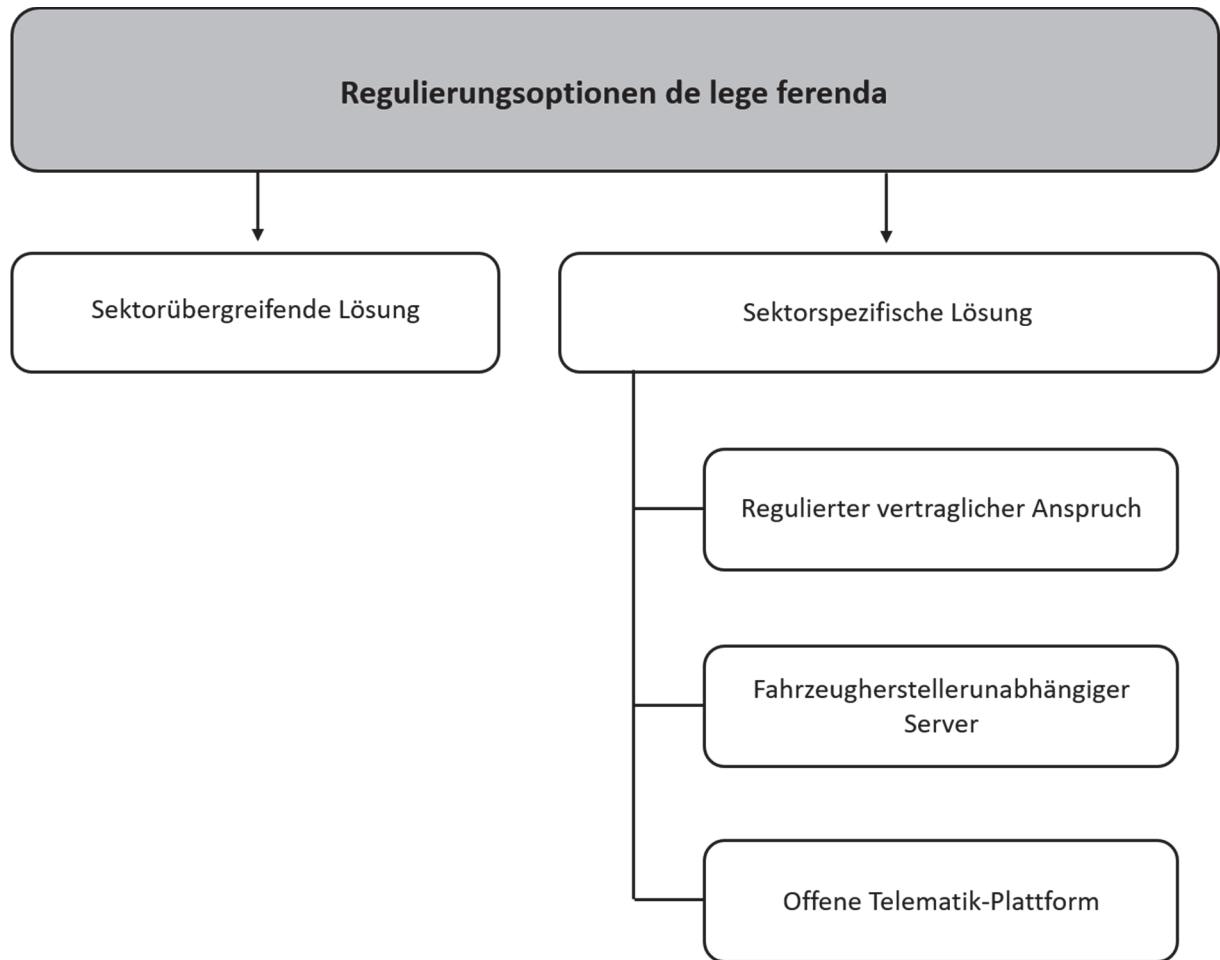 Regulierungsoptionen de lege ferenda
Sektorübergreifende Lösung
Sektorspezifische Lösung
Regulierter vertraglicher Anspruch
Fahrzeugherstellerunabhängiger
Server
Offene Telematik-Plattform